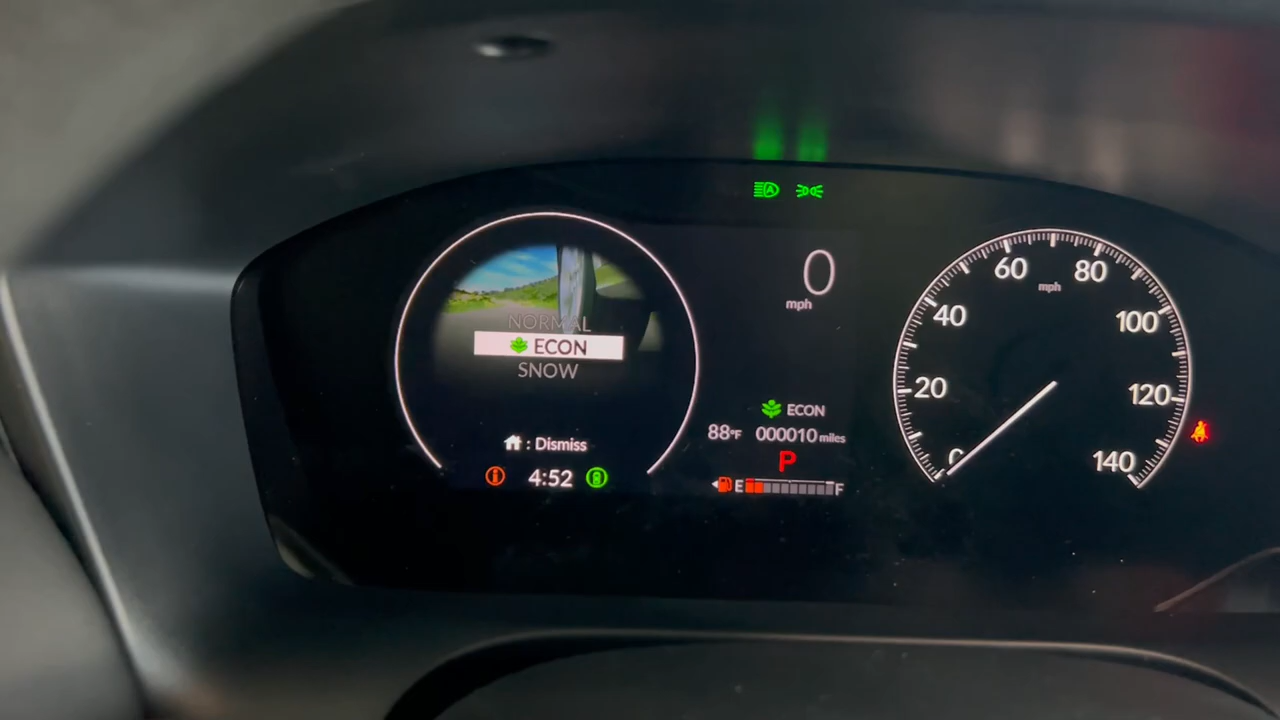 0
mph
NORMAL
ECON
SNOW
: Dismiss
4:52
ECON
88°F 000010 miles
P
E F
0
20
40
60
80
100
120
140
mph